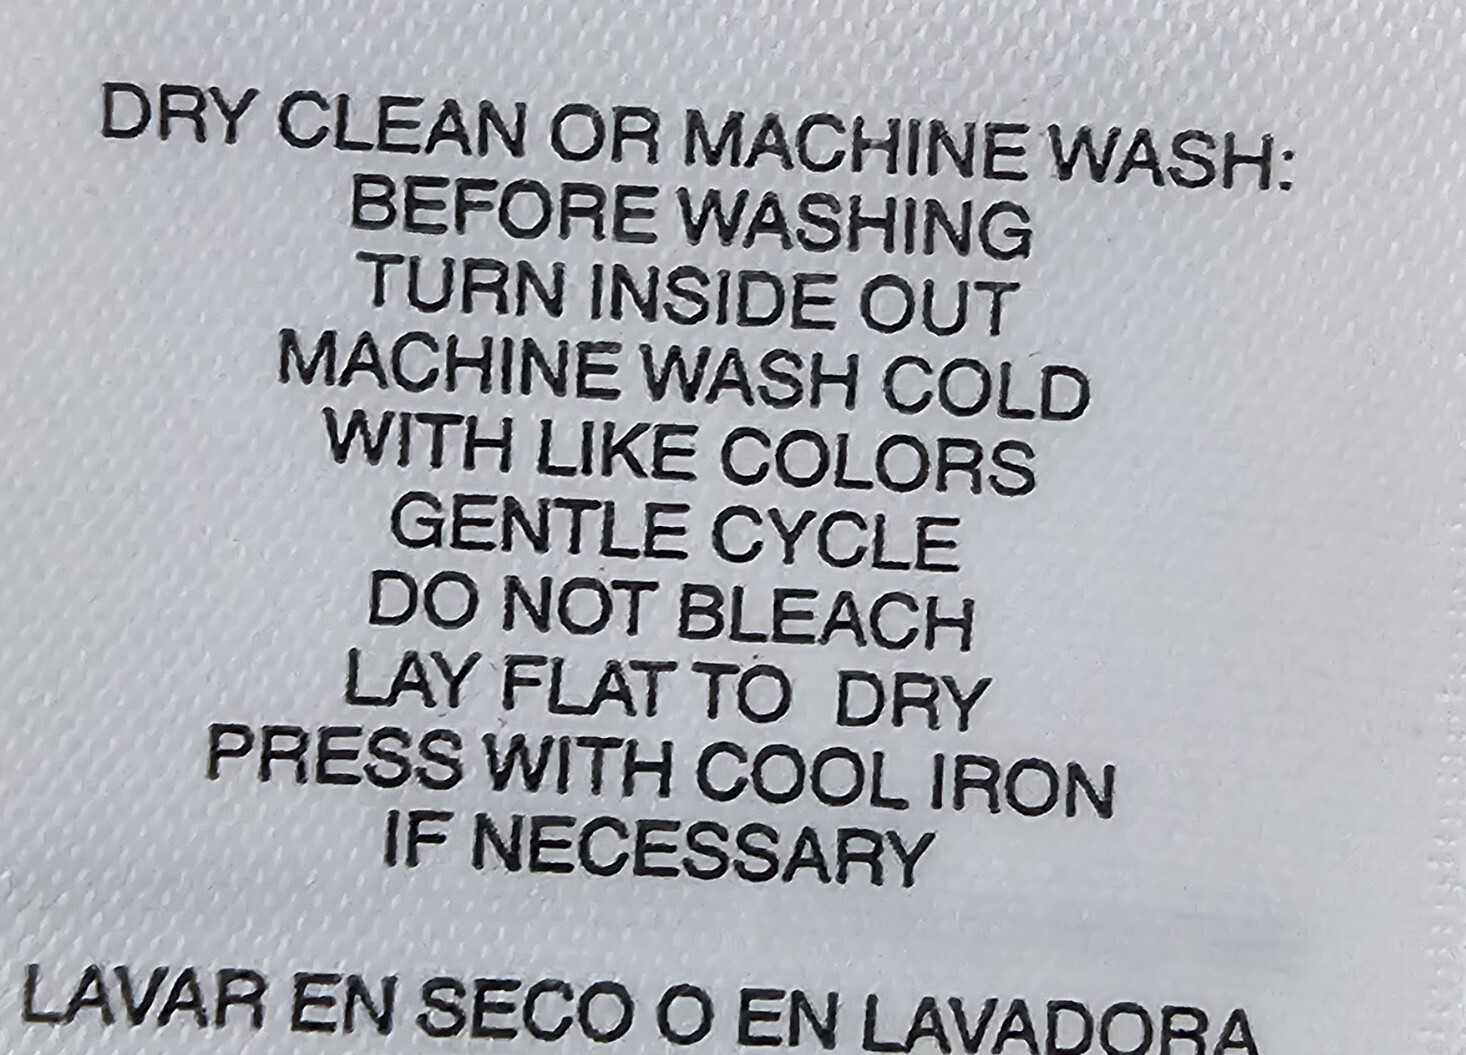 DRY CLEAN OR MACHINE WASH:
BEFORE WASHING
TURN INSIDE OUT
MACHINE WASH COLD
WITH LIKE COLORS
GENTLE CYCLE
DO NOT BLEACH
LAY FLAT TO DRY
PRESS WITH COOL IRON
IF NECESSARY
LAVAR EN SECO O EN LAVADORA